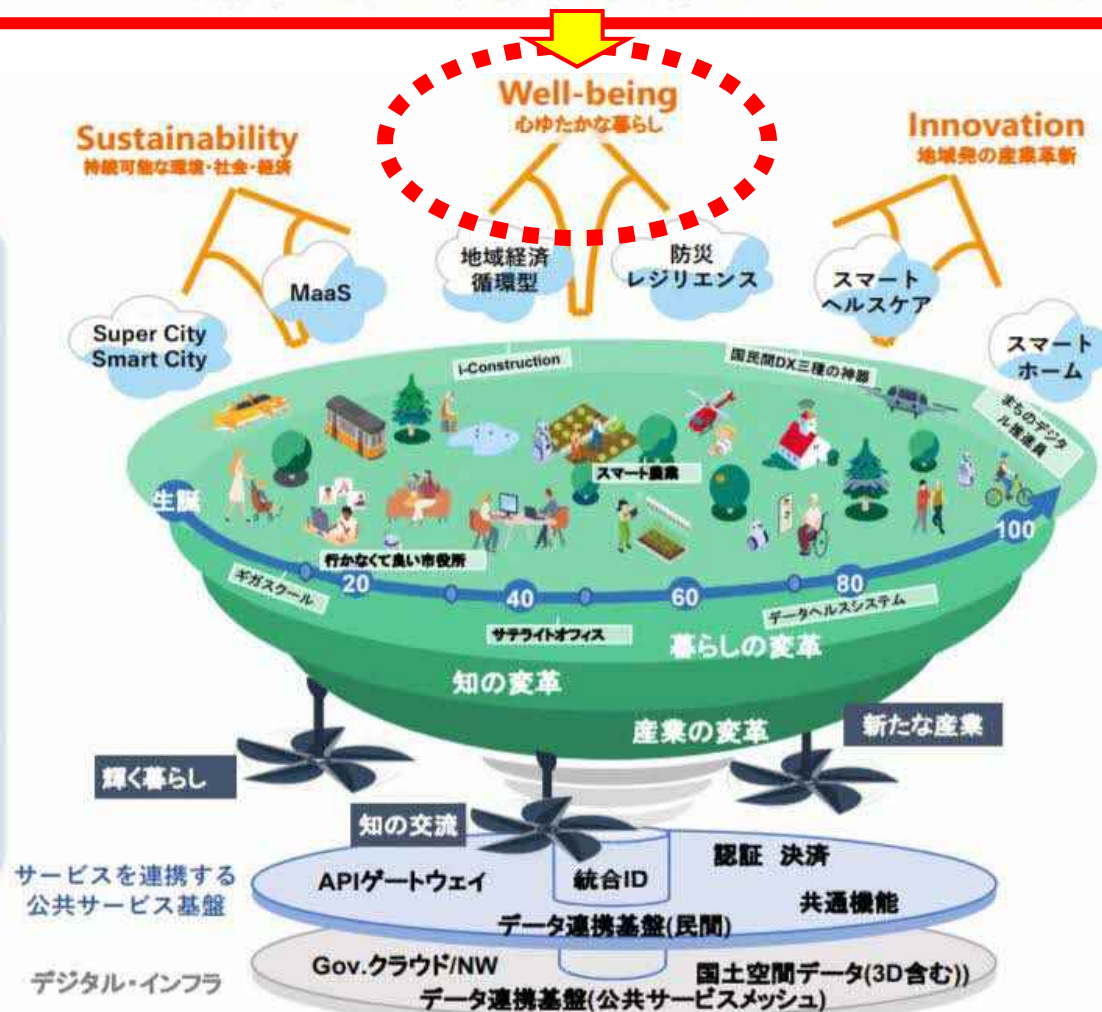 Well-being
心ゆたかな暮らし
Sustainability
持続可能な環境・社会・経済
Innovation
地域発の産業革新
Super City
Smart City
MaaS
地域経済
循環型
防災
レジリエンス
スマート
ヘルスケア
スマート
ホーム
i-Construction
国民間DX三種の神器
まちのデジタ
ル推進員
スマート農業
生誕
行かなくて良い市役所
ギガスクール
20
40
60
80
100
サテライトオフィス
データヘルスシステム
暮らしの変革
知の変革
産業の変革
新たな産業
輝く暮らし
知の交流
サービスを連携する
公共サービス基盤
APIゲートウェイ
統合ID
認証 決済
共通機能
データ連携基盤(民間)
デジタル・インフラ
Gov.クラウド/NW
国土空間データ(3D含む))
データ連携基盤(公共サービスメッシュ)